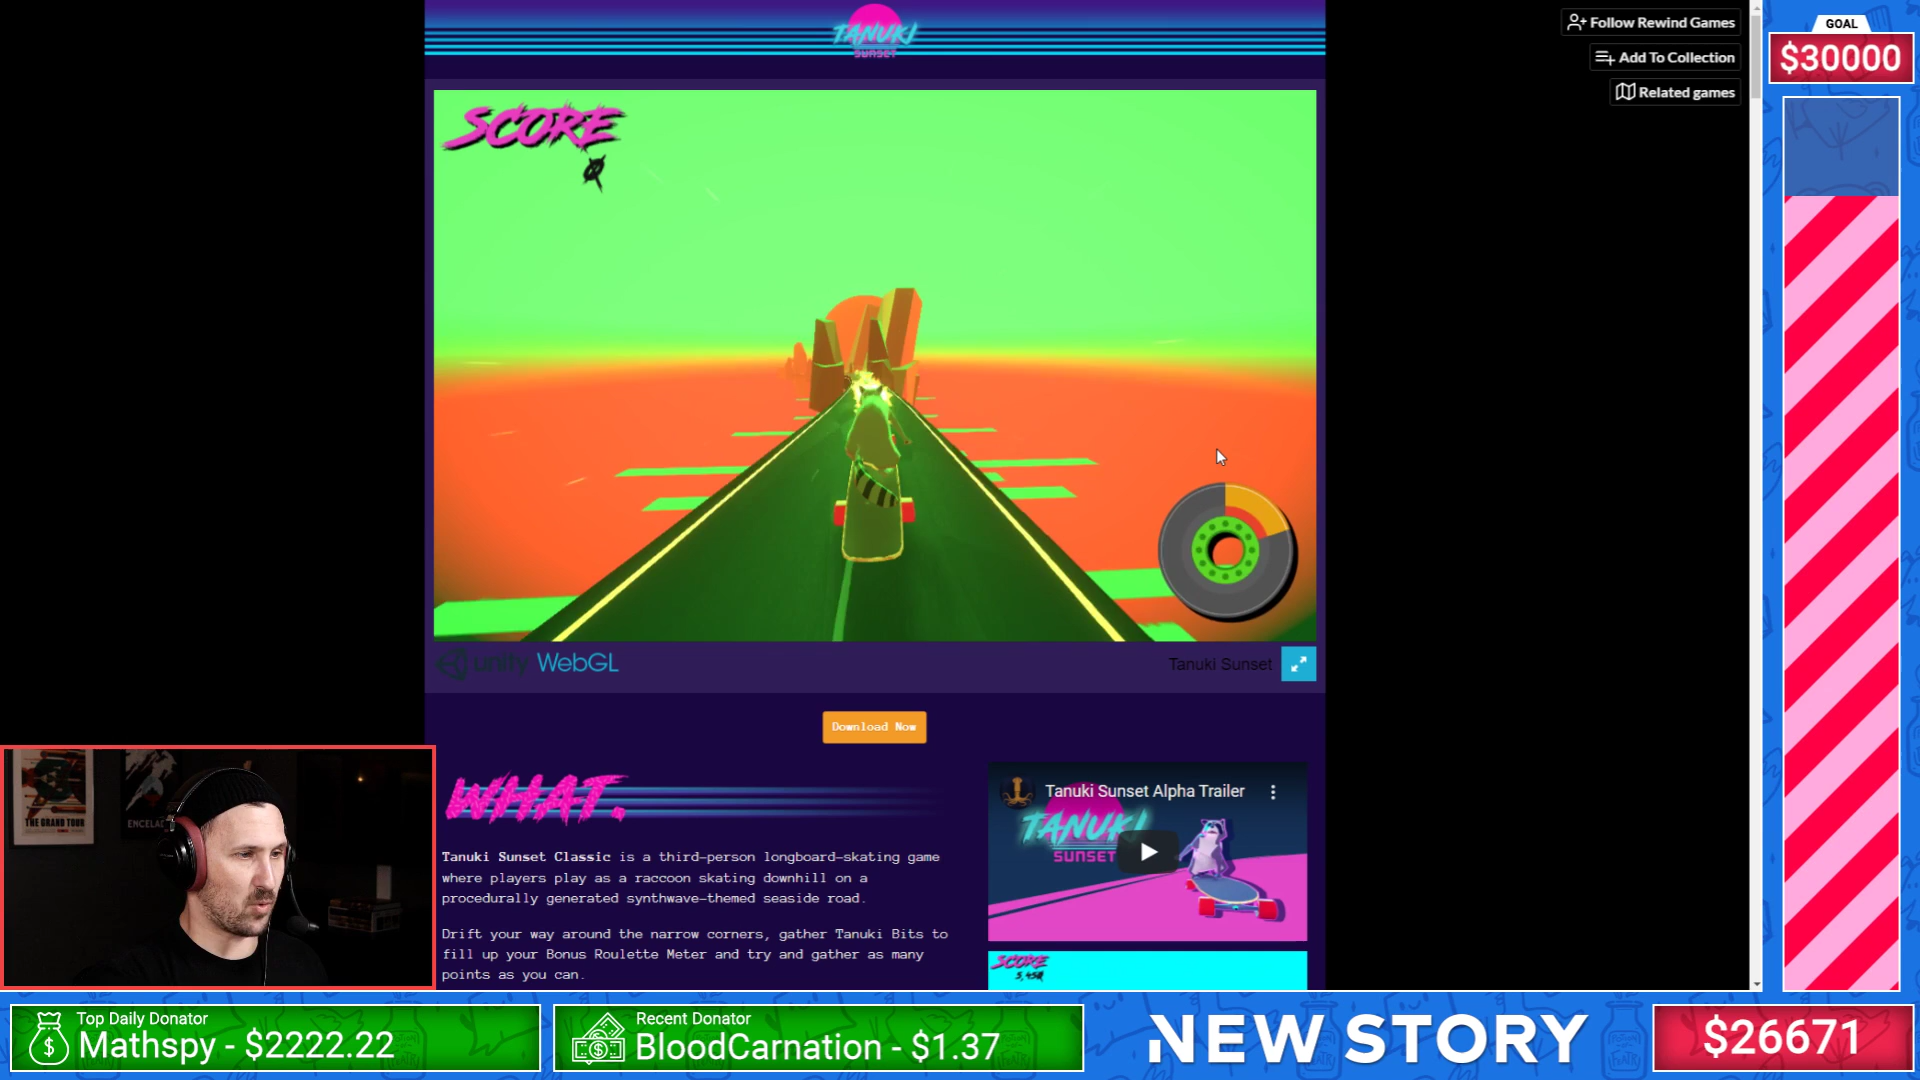 TANUKI
SUNSET
Follow Rewind Games
Add To Collection
Related games
GOAL
$30000
SCORE
0
unity WebGL
Tanuki Sunset
Download Now
WHAT.
Tanuki Sunset Classic is a third-person longboard-skating game
where players play as a raccoon skating downhill on a
procedurally generated synthwave-themed seaside road.
Drift your way around the narrow corners, gather Tanuki Bits to
fill up your Bonus Roulette Meter and try and gather as many
points as you can.
Tanuki Sunset Alpha Trailer
TANUKI
SUNSET
SCORE
THE GRAND TOUR
ENCELAD
Top Daily Donator
Mathspy - $2222.22
Recent Donator
BloodCarnation - $1.37
NEW STORY
$26671